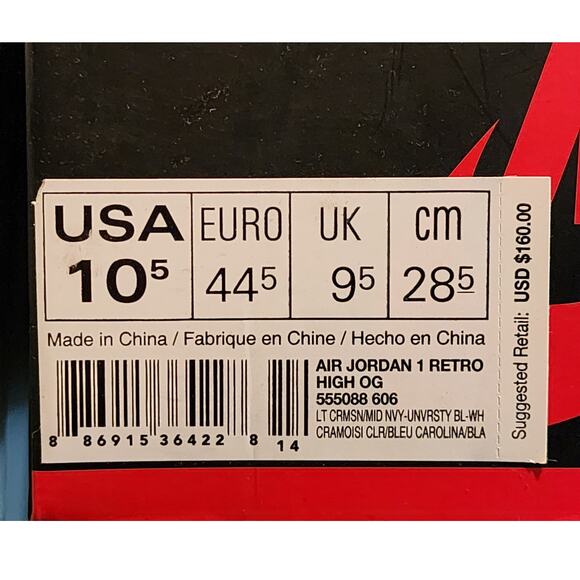 USA EURO UK cm
10⁵ 44⁵ 9⁵ 28⁵
Made in China / Fabrique en Chine / Hecho en China
AIR JORDAN 1 RETRO
HIGH OG
555088 606
LT CRMSN/MID NVY-UNVRSTY BL-WH
CRAMOISI CLR/BLEU CAROLINA/BLA
8 86915 36422 8 14
Suggested Retail: USD $160.00